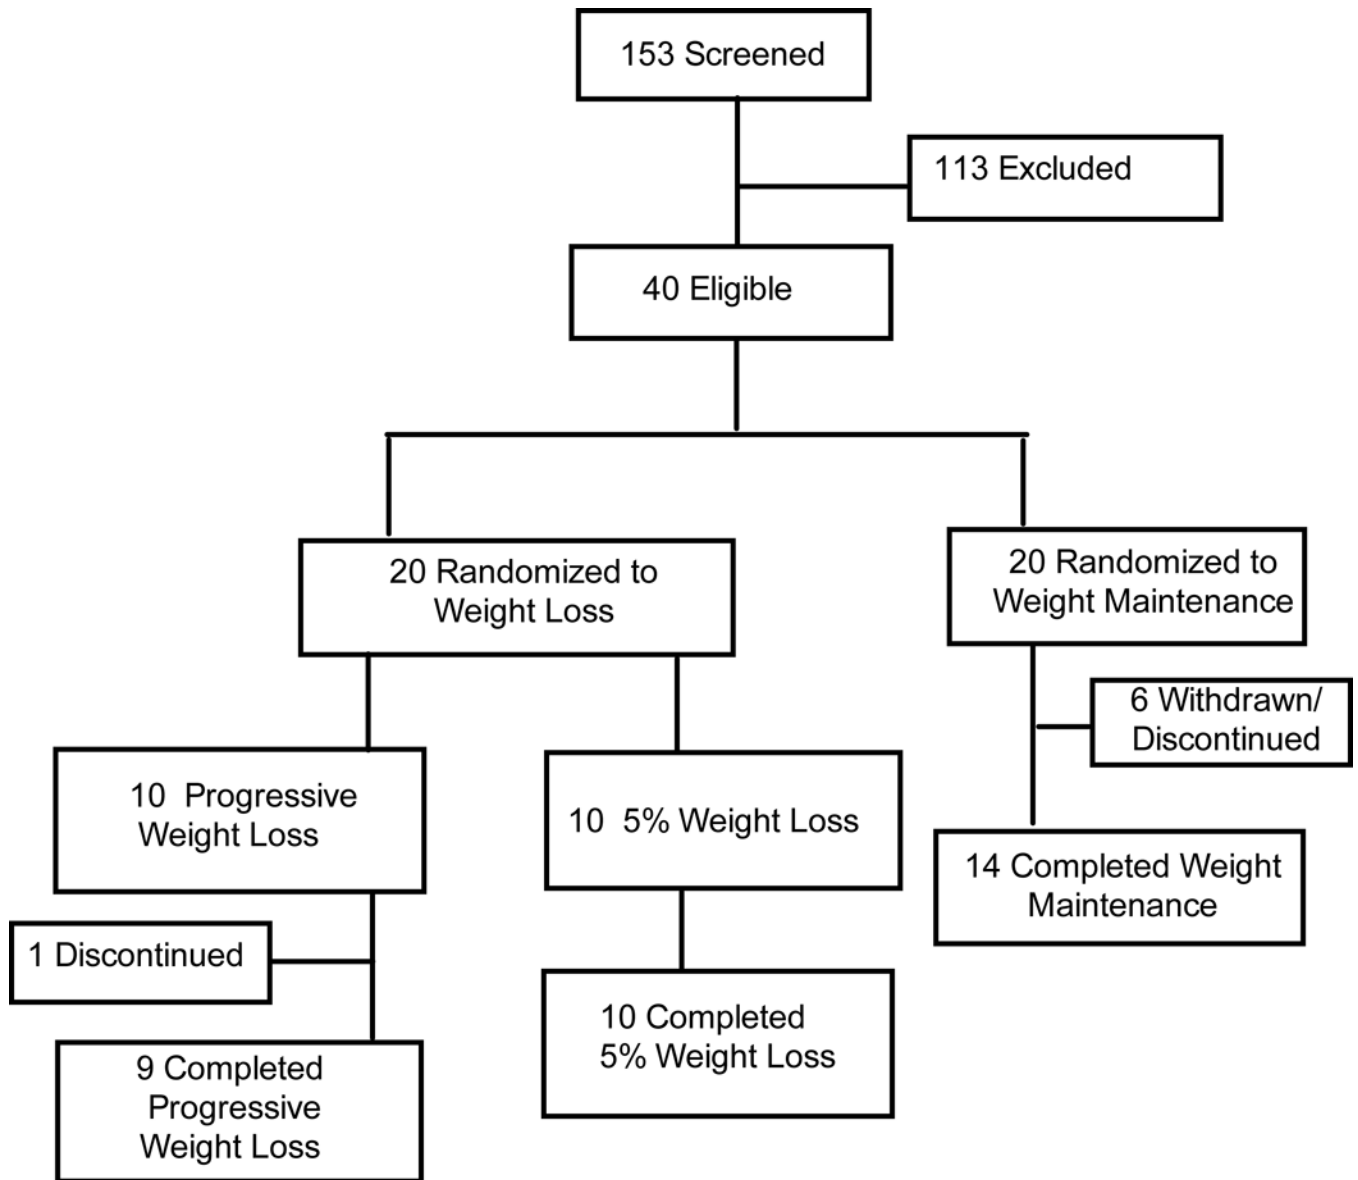 153 Screened
113 Excluded
40 Eligible
20 Randomized to
Weight Loss
20 Randomized to
Weight Maintenance
6 Withdrawn/
Discontinued
10 Progressive
Weight Loss
10 5% Weight Loss
14 Completed Weight
Maintenance
1 Discontinued
10 Completed
5% Weight Loss
9 Completed
Progressive
Weight Loss